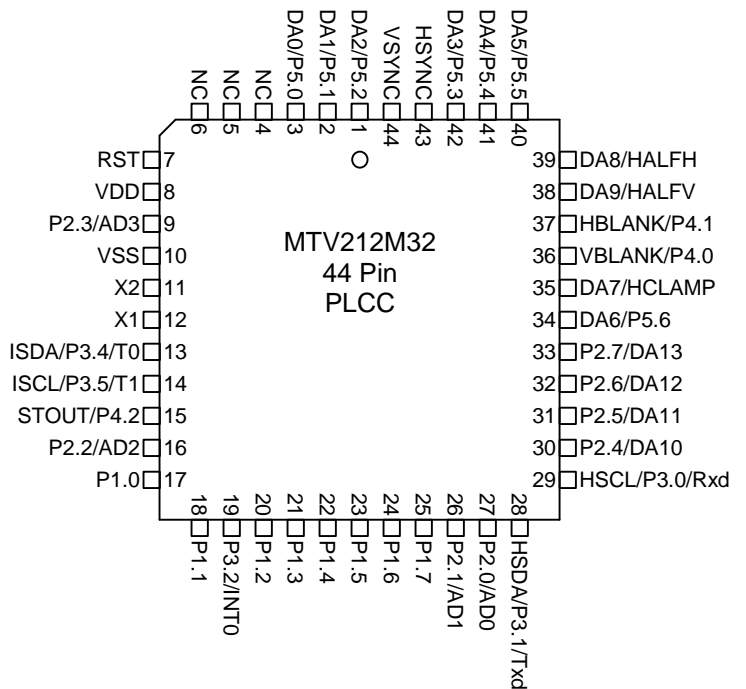 DA0/P5.0
DA1/P5.1
DA2/P5.2
VSYNC
HSYNC
DA3/P5.3
DA4/P5.4
DA5/P5.5
NC
NC
NC
6
5
4
3
2
1
44
43
42
41
40
RST 7
VDD 8
P2.3/AD3 9
VSS 10
X2 11
X1 12
ISDA/P3.4/T0 13
ISCL/P3.5/T1 14
STOUT/P4.2 15
P2.2/AD2 16
P1.0 17
MTV212M32
44 Pin
PLCC
39 DA8/HALFH
38 DA9/HALFV
37 HBLANK/P4.1
36 VBLANK/P4.0
35 DA7/HCLAMP
34 DA6/P5.6
33 P2.7/DA13
32 P2.6/DA12
31 P2.5/DA11
30 P2.4/DA10
29 HSCL/P3.0/Rxd
18
19
20
21
22
23
24
25
26
27
28
P1.1
P3.2/INT0
P1.2
P1.3
P1.4
P1.5
P1.6
P1.7
P2.1/AD1
P2.0/AD0
HSDA/P3.1/Txd